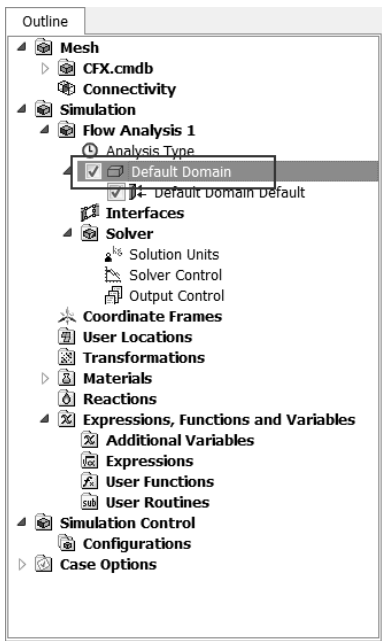 Outline
Mesh
CFX.cmdb
Connectivity
Simulation
Flow Analysis 1
Analysis Type
Default Domain
Default Domain Default
Interfaces
Solver
Solution Units
Solver Control
Output Control
Coordinate Frames
User Locations
Transformations
Materials
Reactions
Expressions, Functions and Variables
Additional Variables
Expressions
User Functions
User Routines
Simulation Control
Configurations
Case Options